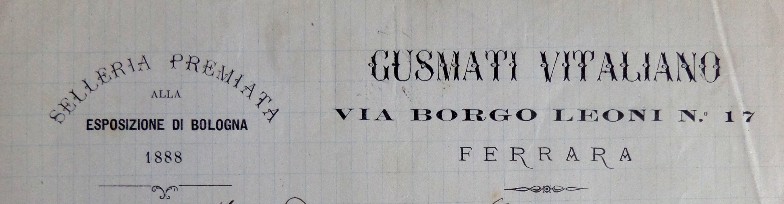 SELLERIA PREMIATA
ALLA
ESPOSIZIONE DI BOLOGNA
1888
GUSMATI VITALIANO
VIA BORGO LEONI N.º 17
FERRARA